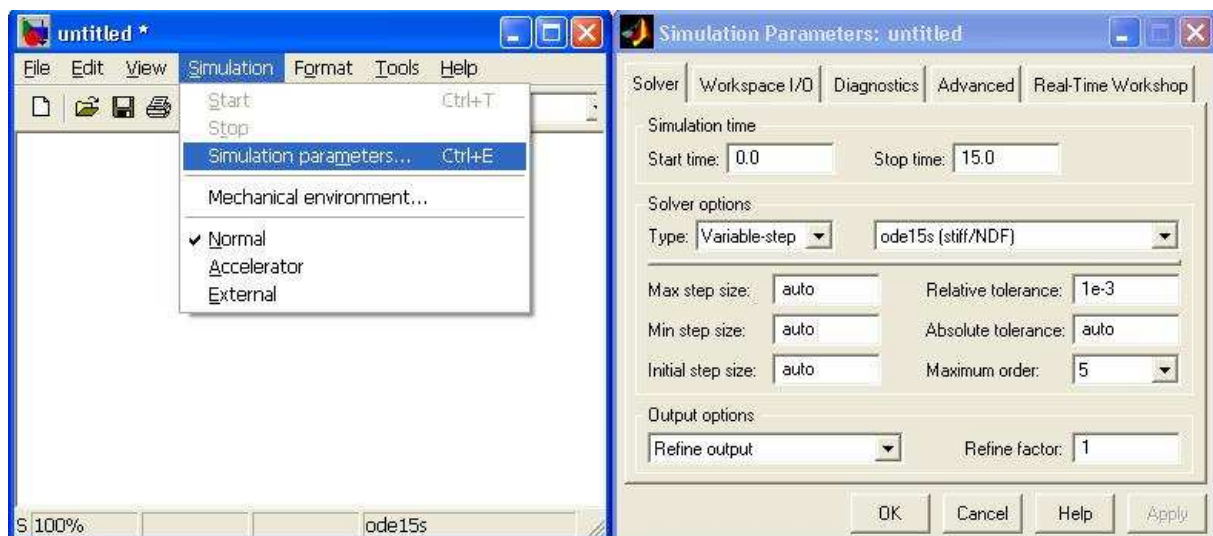 untitled *
File Edit View Simulation Format Tools Help
Start Ctrl+T
Stop
Simulation parameters... Ctrl+E
Mechanical environment...
Normal
Accelerator
External
S 100% ode15s
Simulation Parameters: untitled
Solver Workspace I/O Diagnostics Advanced Real-Time Workshop
Simulation time
Start time: 0.0 Stop time: 15.0
Solver options
Type: Variable-step ode15s (stiff/NDF)
Max step size: auto Relative tolerance: 1e-3
Min step size: auto Absolute tolerance: auto
Initial step size: auto Maximum order: 5
Output options
Refine output Refine factor: 1
OK Cancel Help Apply